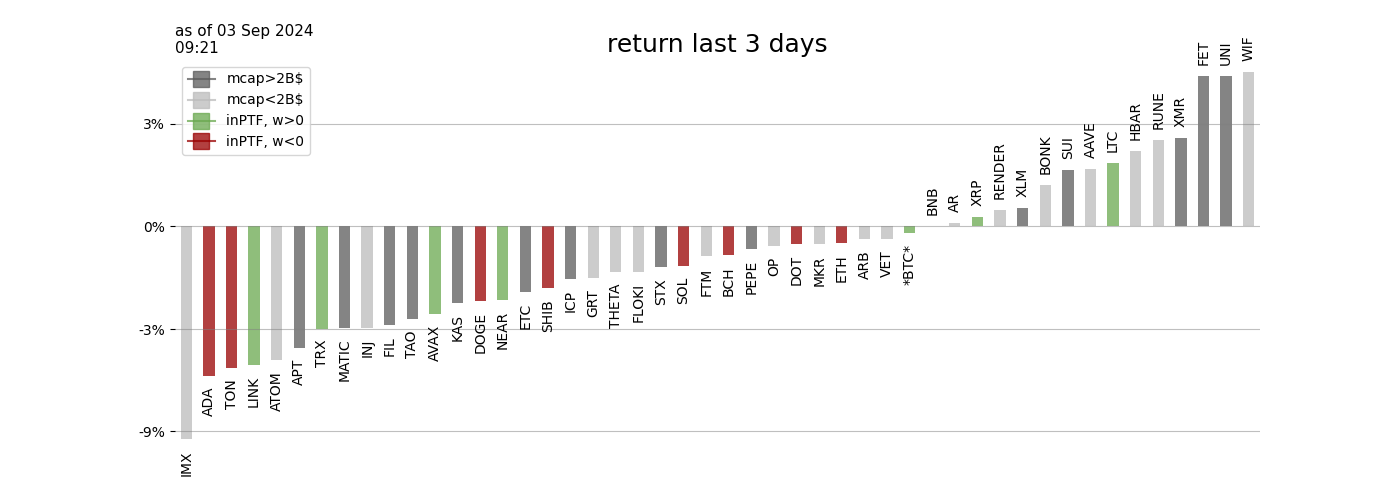 as of 03 Sep 2024
09:21
return last 3 days
mcap>2B$
mcap<2B$
inPTF, w>0
inPTF, w<0
3%
0%
-3%
-9%
IMX
ADA
TON
LINK
ATOM
APT
TRX
MATIC
INJ
FIL
TAO
AVAX
KAS
DOGE
NEAR
ETC
SHIB
ICP
GRT
THETA
FLOKI
STX
SOL
FTM
BCH
PEPE
OP
DOT
MKR
ETH
ARB
VET
*BTC*
BNB
AR
XRP
RENDER
XLM
BONK
SUI
AAVE
LTC
HBAR
RUNE
XMR
FET
UNI
WIF